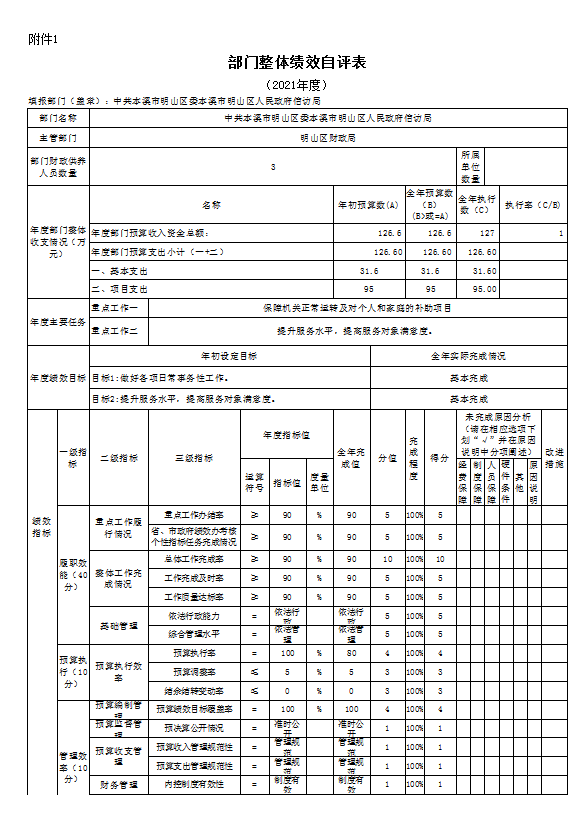 附件1
部门整体绩效自评表
（2021年度）
填报部门（盖章）：中共本溪市明山区委本溪市明山区人民政府信访局
部门名称 中共本溪市明山区委本溪市明山区人民政府信访局
主管部门 明山区财政局
部门财政供养人员数量 3 所属单位数量
年度部门整体收支情况（万元） 名称 年初预算数(A) 全年预算数（B）(B)或=A) 全年执行数（C） 执行率（C/B)
年度部门预算收入资金总额： 126.6 126.6 127 1
年度部门预算支出小计（一+二） 126.60 126.60 126.60
一、基本支出 31.6 31.6 31.60
二、项目支出 95 95 95.00
年度主要任务 重点工作一 保障机关正常运转及对个人和家庭的补助项目
重点工作二 提升服务水平，提高服务对象满意度。
年度绩效目标 年初设定目标 全年实际完成情况
目标1:做好各项日常事务性工作。 基本完成
目标2:提升服务水平，提高服务对象满意度。 基本完成
绩效指标 一级指标 二级指标 三级指标 年度指标值 全年完成值 分值 完成程度 得分 未完成原因分析（请在相应选项下划“√”并在原因说明中分项阐述） 改进措施
运算符号 指标值 度量单位 经费保障 制度保障 人员保障 硬件条件 其他 原因说明
履职效能（40分） 重点工作履行情况 重点工作办结率 ≥ 90 % 90 5 100% 5
省、市政府绩效办考核个性指标任务完成情况 ≥ 90 % 90 5 100% 5
整体工作完成情况 总体工作完成率 ≥ 90 % 90 10 100% 10
工作完成及时率 ≥ 90 % 90 5 100% 5
工作质量达标率 ≥ 90 % 90 5 100% 5
基础管理 依法行政能力 = 依法行政 依法行政 5 100% 5
综合管理水平 = 依法管理 依法管理 5 100% 5
预算执行（10分） 预算执行效率 预算执行率 = 100 % 80 4 100% 4
预算调整率 ≤ 5 % 5 3 100% 3
结余结转变动率 ≤ 0 % 0 3 100% 3
管理效率（10分） 预算编制管理 预算绩效目标覆盖率 = 100 % 100 4 100% 4
预算监督管理 预决算公开情况 = 准时公开 准时公开 1 100% 1
预算收支管理 预算收入管理规范性 = 管理规范 管理规范 1 100% 1
预算支出管理规范性 = 管理规范 管理规范 1 100% 1
财务管理 内控制度有效性 = 制度有效 制度有效 1 100% 1